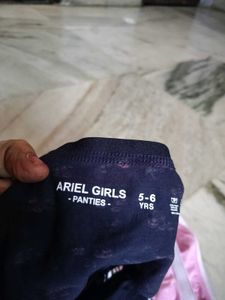 ARIEL GIRLS
- PANTIES -
5-6
YRS